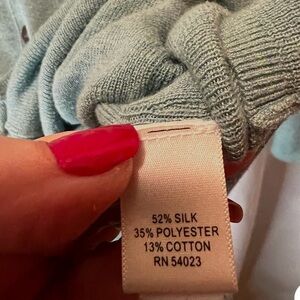 52% SILK
35% POLYESTER
13% COTTON
RN 54023